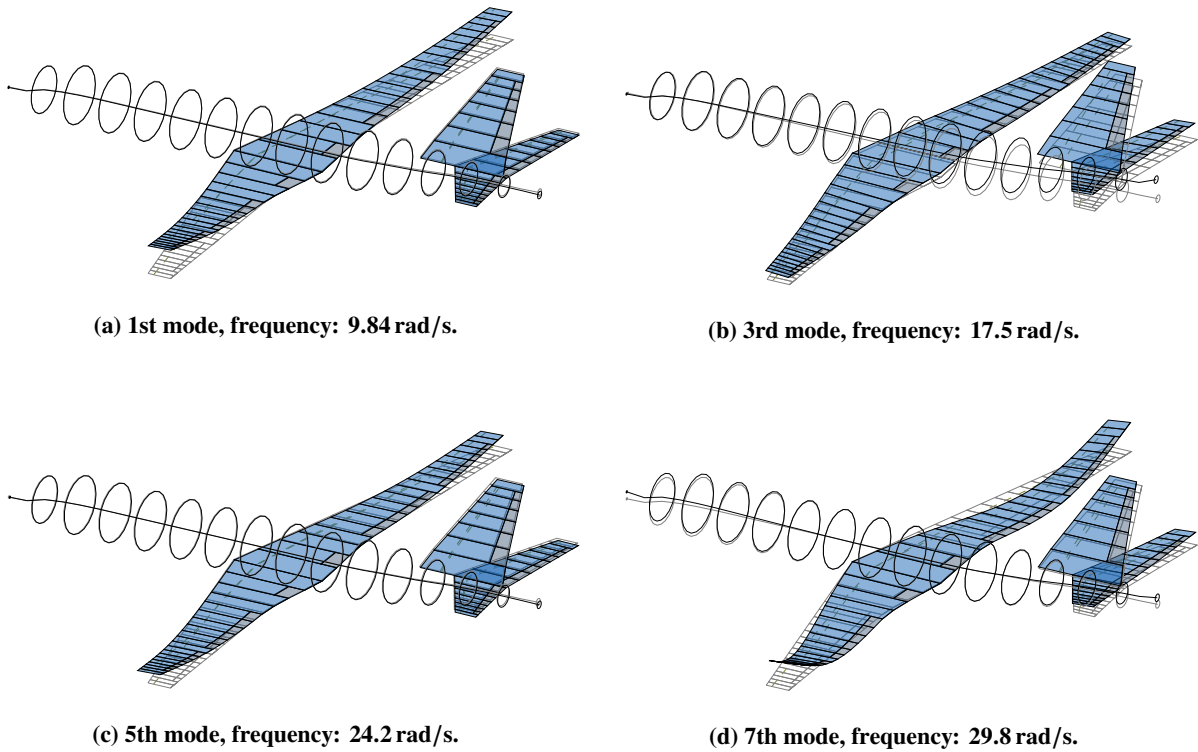 (a) 1st mode, frequency: 9.84 rad/s.
(b) 3rd mode, frequency: 17.5 rad/s.
(c) 5th mode, frequency: 24.2 rad/s.
(d) 7th mode, frequency: 29.8 rad/s.